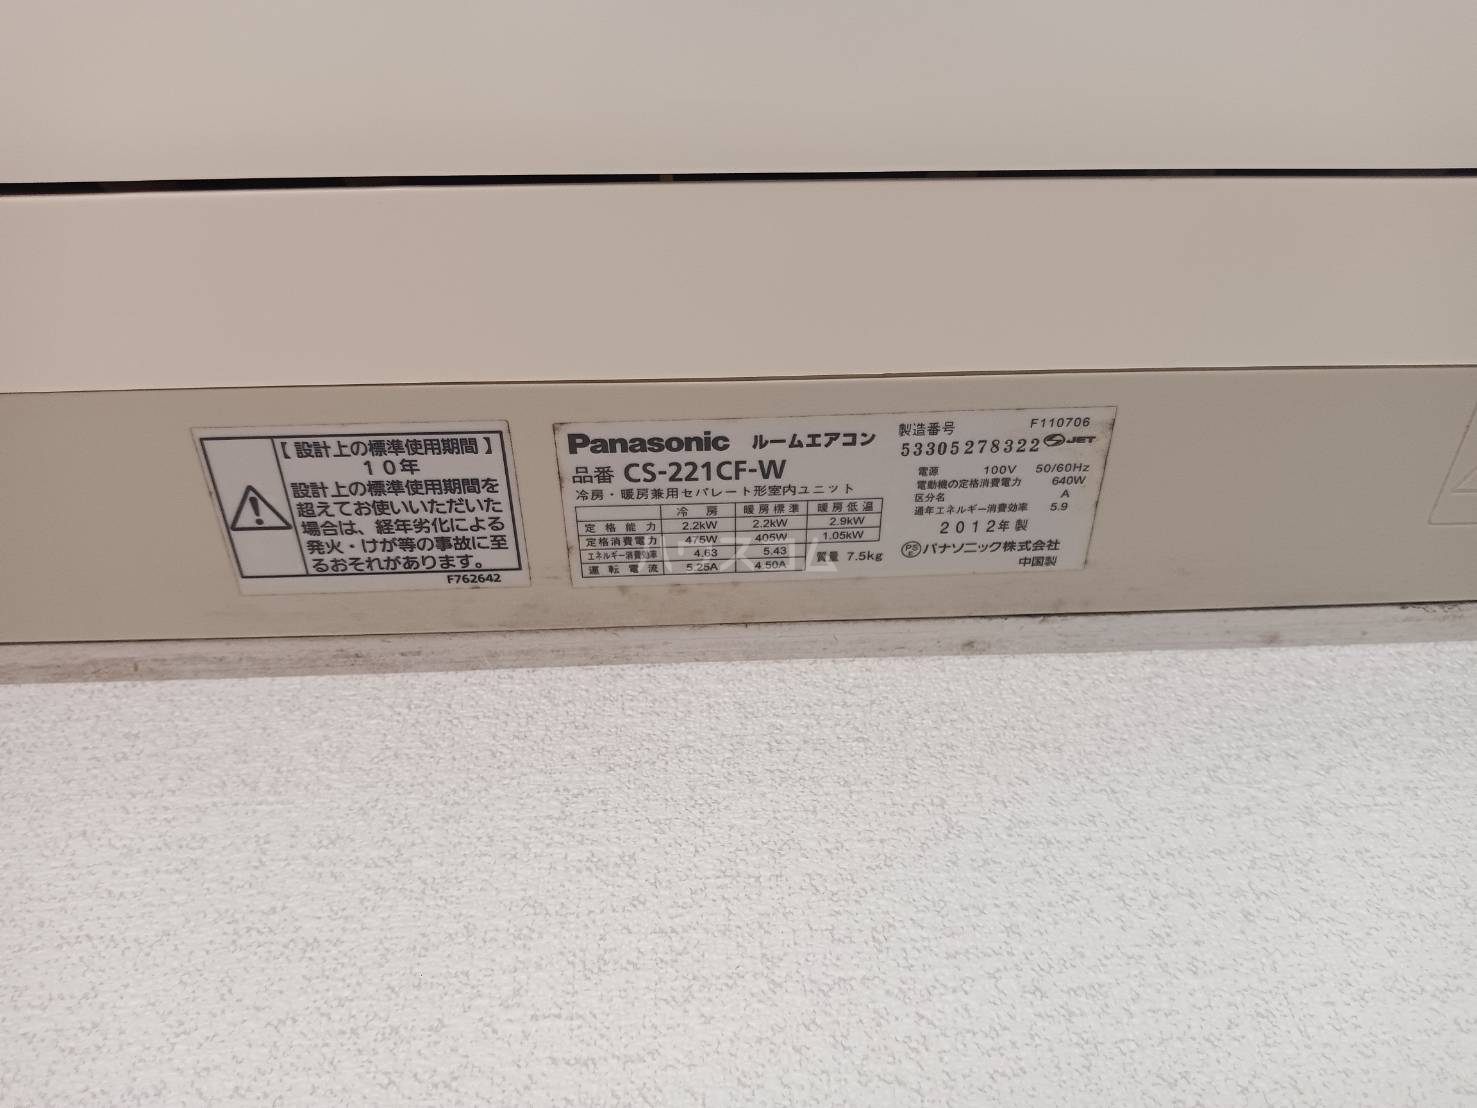 【設計上の標準使用期間】
10年
設計上の標準使用期間を
超えてお使いいただいた
場合は、経年劣化による
発火・けが等の事故に至
るおそれがあります。
F762642
Panasonic ルームエアコン
品番 CS-221CF-W
冷房・暖房兼用セパレート形室内ユニット
冷房 暖房標準 暖房低温
定格能力 2.2kW 2.2kW 2.9kW
定格消費電力 475W 405W 1.05kW
エネルギー消費効率 4.63 5.43
運転電流 5.25A 4.50A
質量 7.5kg
F110706
製造番号
53305278322 JET
電源 100V 50/60Hz
電動機の定格消費電力 640W
区分名 A
通年エネルギー消費効率 5.9
2012年製
PS E パナソニック株式会社
中国製
ウスコム